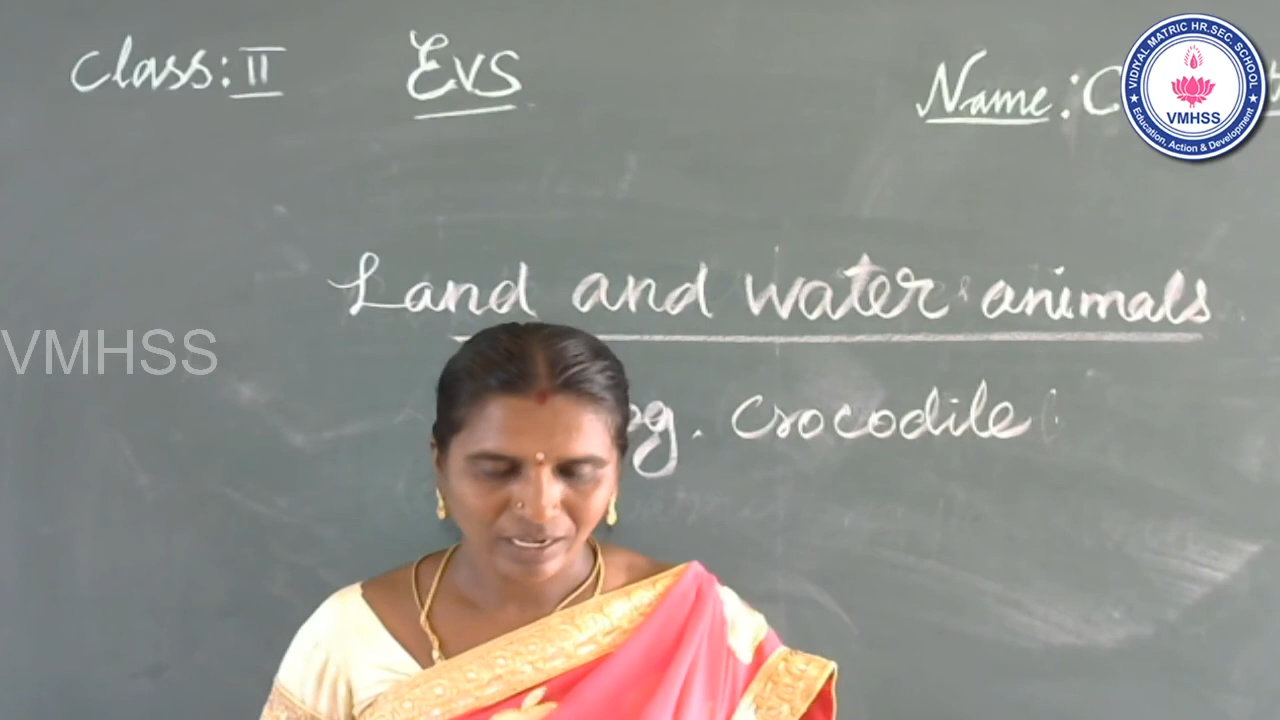 Class: II
Evs
Name:
VIDIYAL MATRIC HR.SEC. SCHOOL
VMHSS
Education, Action & Development
Land and water animals
VMHSS
crocodile